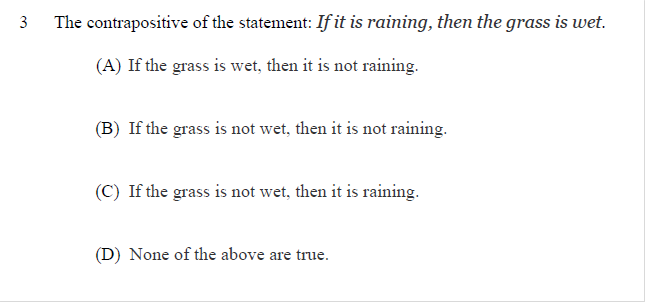 3 The contrapositive of the statement: If it is raining, then the grass is wet.
(A) If the grass is wet, then it is not raining.
(B) If the grass is not wet, then it is not raining.
(C) If the grass is not wet, then it is raining.
(D) None of the above are true.